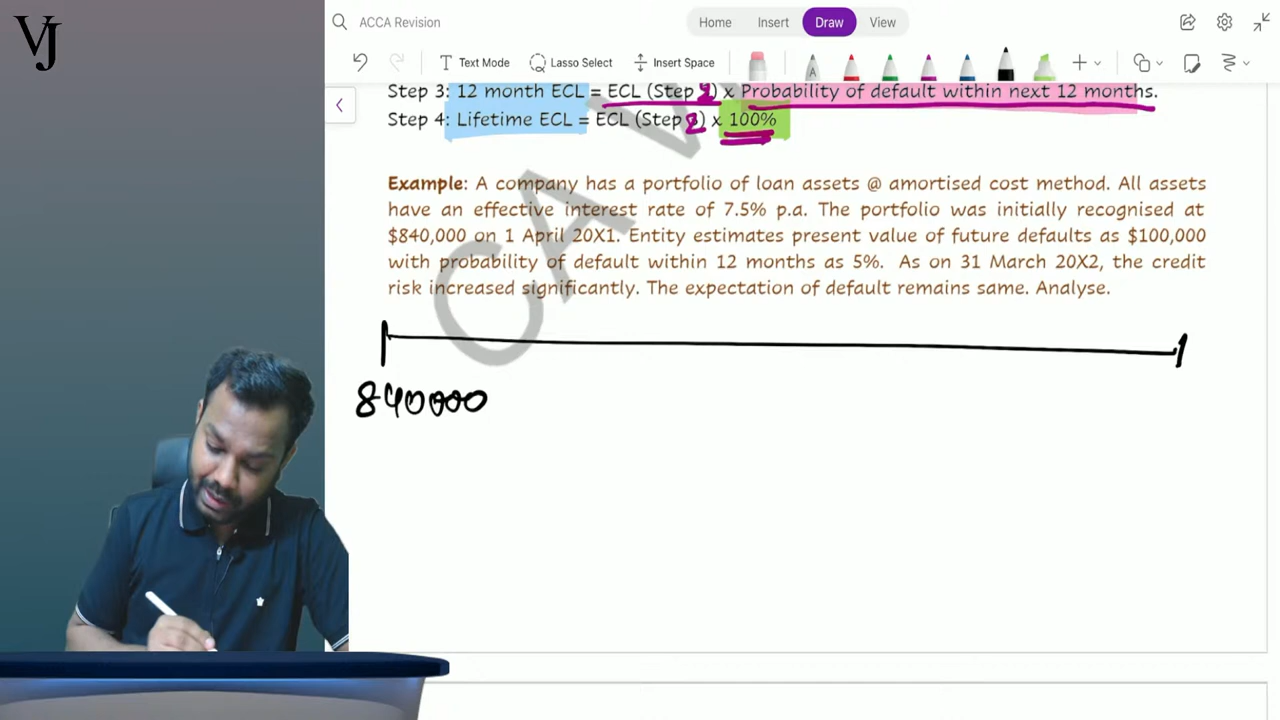 VJ
ACCA Revision
Home Insert Draw View
Text Mode Lasso Select Insert Space
Step 3: 12 month ECL = ECL (Step 2) x Probability of default within next 12 months.
Step 4: Lifetime ECL = ECL (Step 2) x 100%
Example: A company has a portfolio of loan assets @ amortised cost method. All assets
have an effective interest rate of 7.5% p.a. The portfolio was initially recognised at
$840,000 on 1 April 20X1. Entity estimates present value of future defaults as $100,000
with probability of default within 12 months as 5%. As on 31 March 20X2, the credit
risk increased significantly. The expectation of default remains same. Analyse.
840000
CA